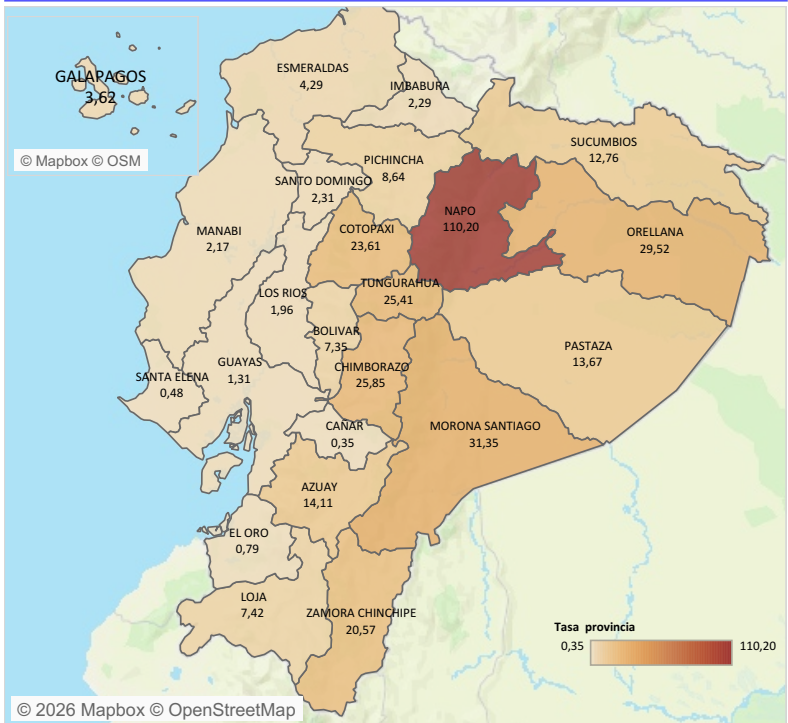 GALAPAGOS
3,62
© Mapbox © OSM
ESMERALDAS
4,29
IMBABURA
2,29
SUCUMBIOS
12,76
PICHINCHA
8,64
SANTO DOMINGO
2,31
NAPO
110,20
MANABI
2,17
COTOPAXI
23,61
ORELLANA
29,52
TUNGURAHUA
25,41
LOS RIOS
1,96
BOLIVAR
7,35
PASTAZA
13,67
GUAYAS
1,31
CHIMBORAZO
25,85
SANTA ELENA
0,48
CAÑAR
0,35
MORONA SANTIAGO
31,35
AZUAY
14,11
EL ORO
0,79
LOJA
7,42
ZAMORA CHINCHIPE
20,57
Tasa provincia
0,35 110,20
© 2026 Mapbox © OpenStreetMap